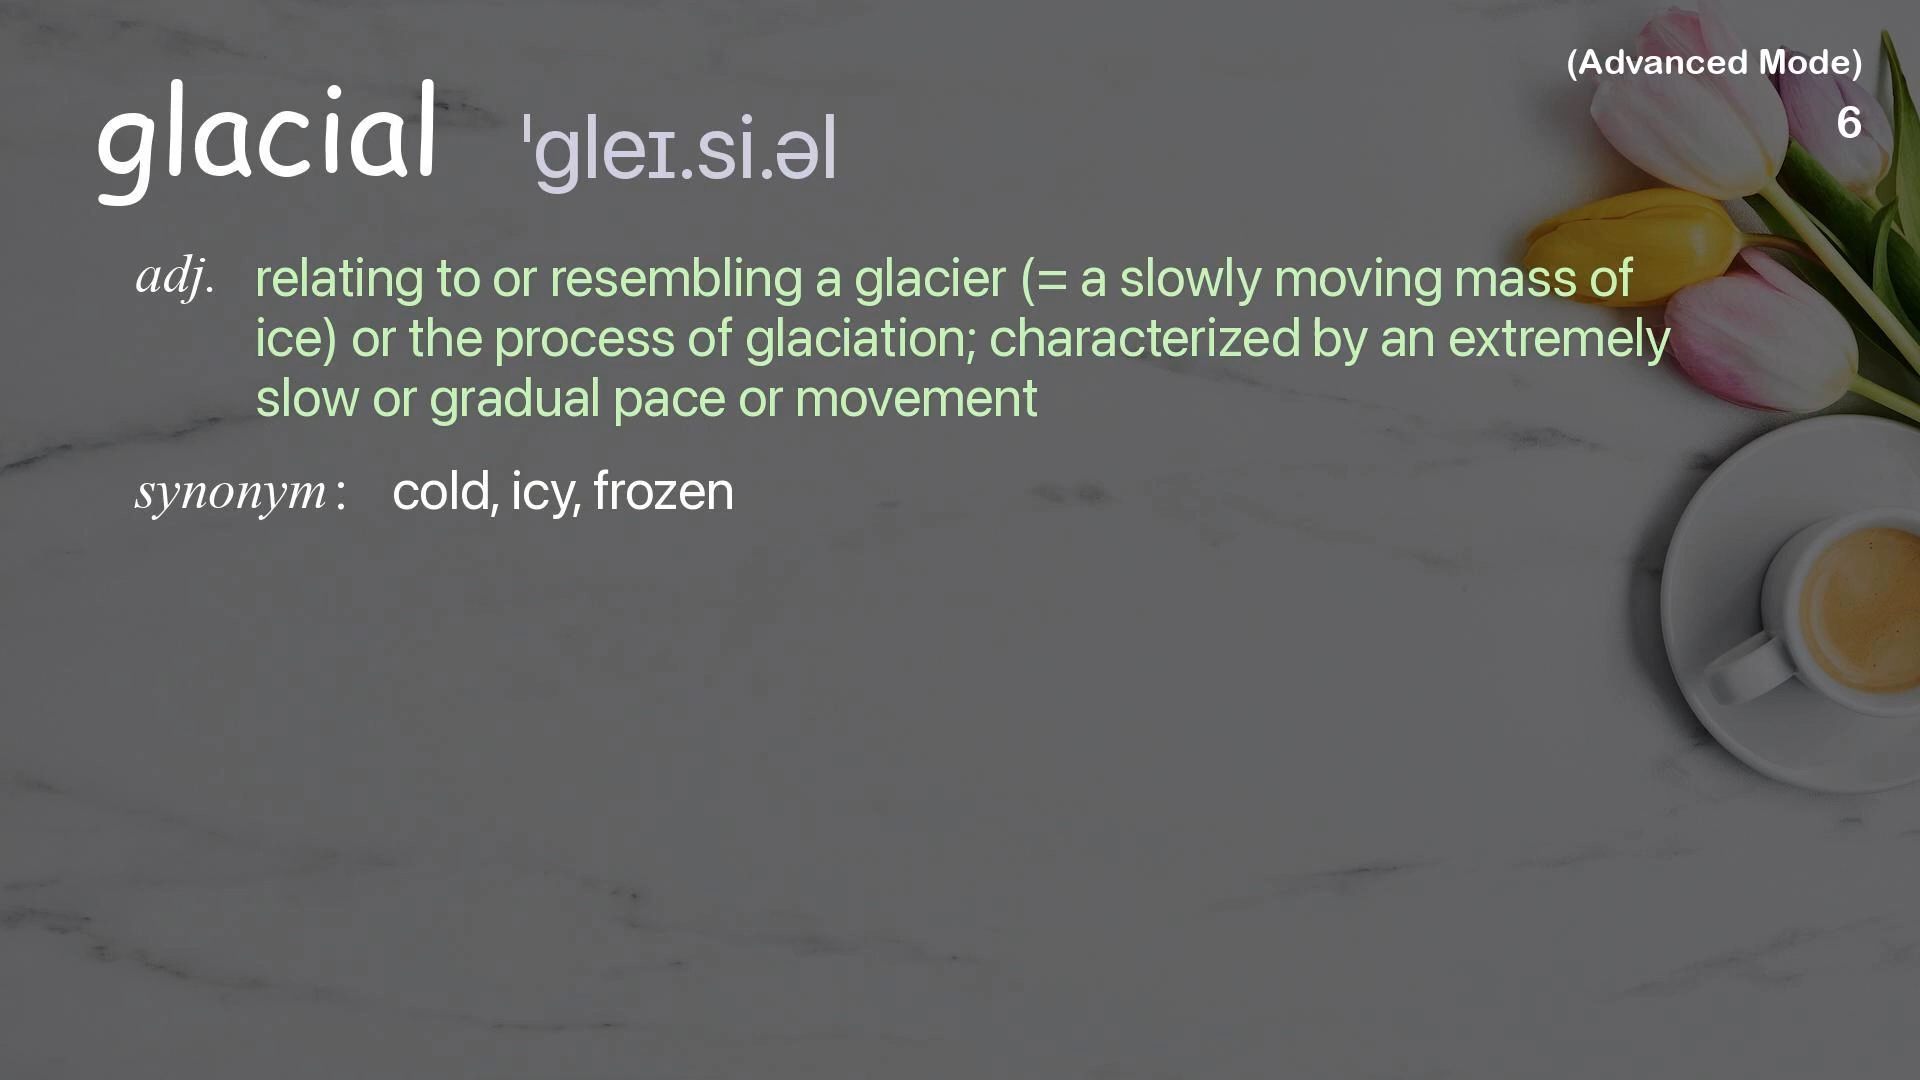 (Advanced Mode)
6
glacial ˈgleɪ.si.əl
adj. relating to or resembling a glacier (= a slowly moving mass of
ice) or the process of glaciation; characterized by an extremely
slow or gradual pace or movement
synonym: cold, icy, frozen